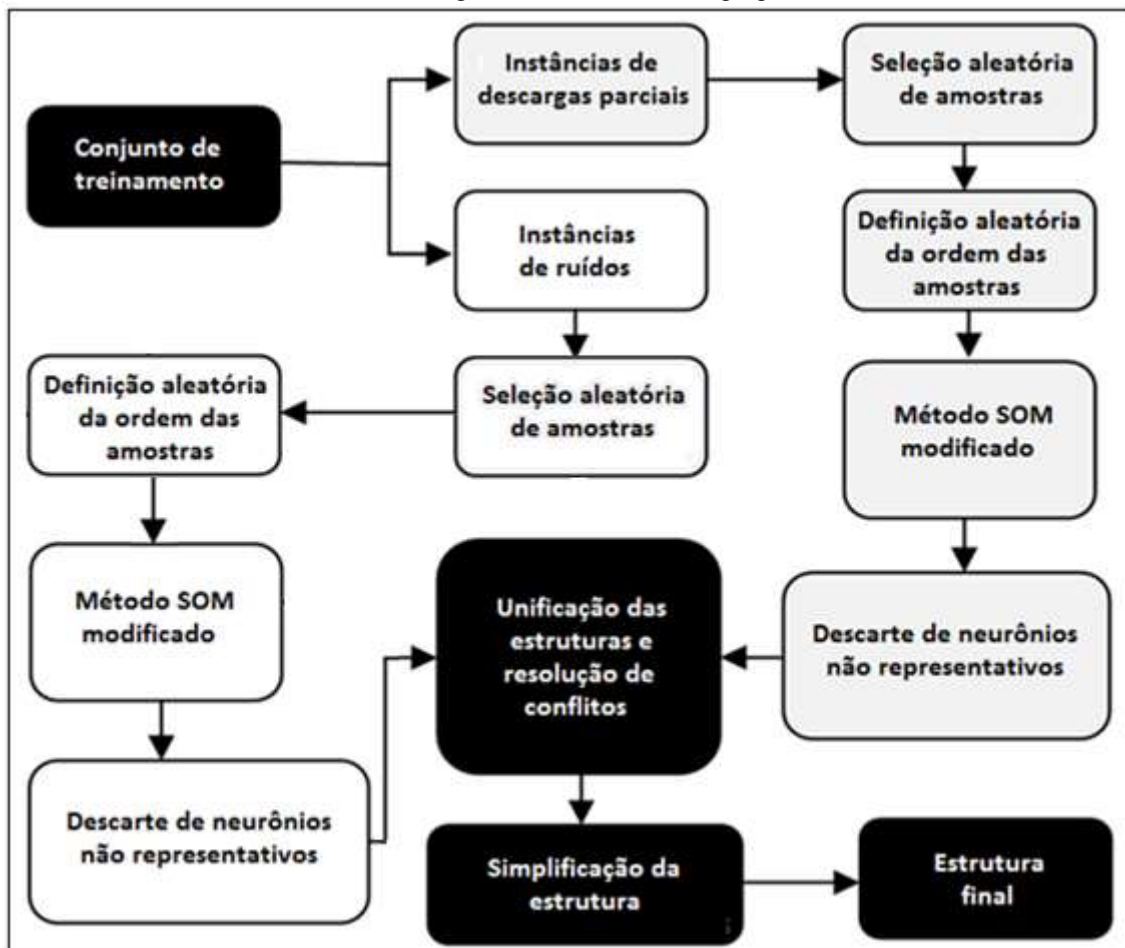 Instâncias de
descargas parciais
Seleção aleatória
de amostras
Conjunto de
treinamento
Definição aleatória
da ordem das
amostras
Instâncias
de ruídos
Definição aleatória
da ordem das
amostras
Seleção aleatória
de amostras
Método SOM
modificado
Método SOM
modificado
Unificação das
estruturas e
resolução de
conflitos
Descarte de neurônios
não representativos
Descarte de neurônios
não representativos
Simplificação da
estrutura
Estrutura
final